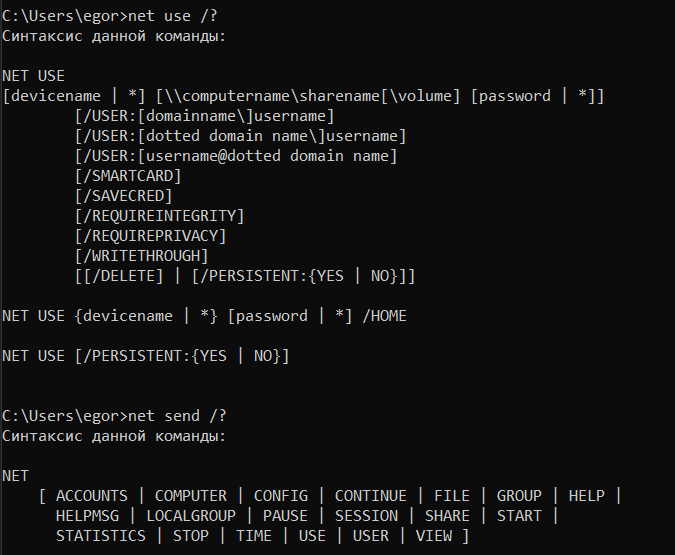 C:\Users\egor>net use /?
Синтаксис данной команды:
NET USE
[devicename | *] [\\computername\sharename[\volume] [password | *]]
[/USER:[domainname\]username]
[/USER:[dotted domain name\]username]
[/USER:[username@dotted domain name]
[/SMARTCARD]
[/SAVECRED]
[/REQUIREINTEGRITY]
[/REQUIREPRIVACY]
[/WRITETHROUGH]
[[/DELETE] | [/PERSISTENT:{YES | NO}]]
NET USE {devicename | *} [password | *] /HOME
NET USE [/PERSISTENT:{YES | NO}]
C:\Users\egor>net send /?
Синтаксис данной команды:
NET
[ ACCOUNTS | COMPUTER | CONFIG | CONTINUE | FILE | GROUP | HELP |
HELPMSG | LOCALGROUP | PAUSE | SESSION | SHARE | START |
STATISTICS | STOP | TIME | USE | USER | VIEW ]